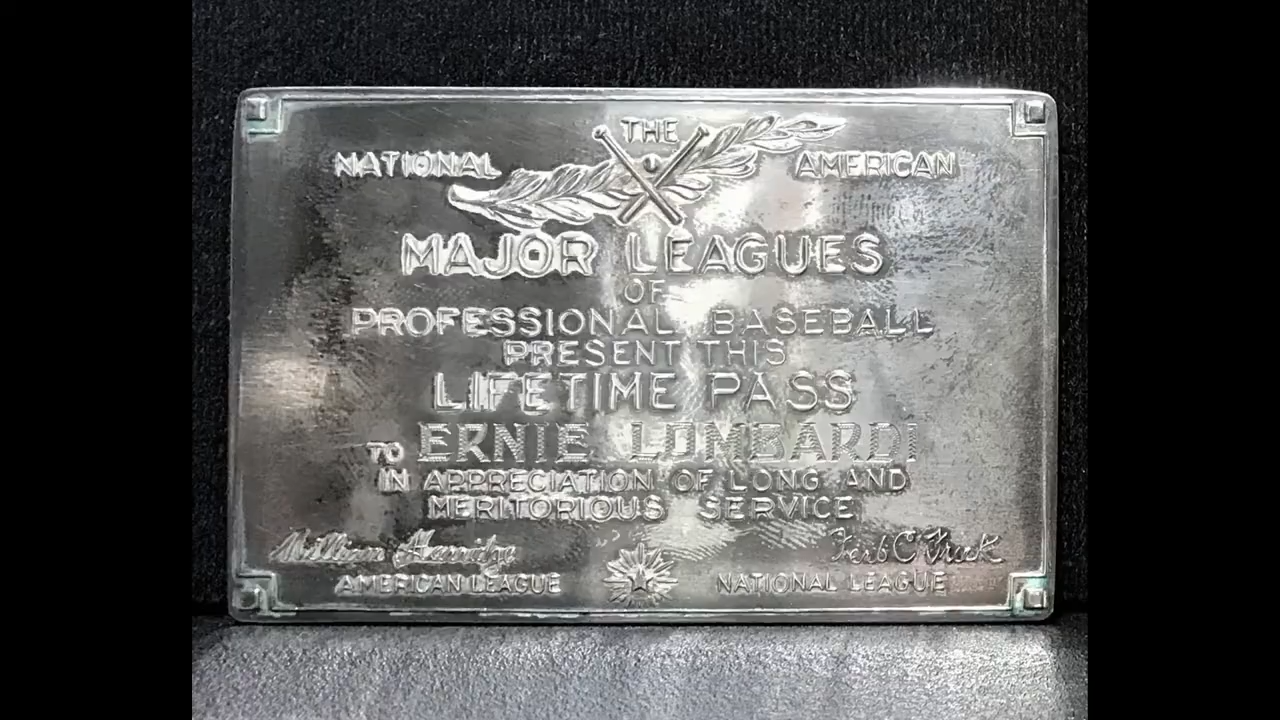 THE
NATIONAL AMERICAN
MAJOR LEAGUES
OF
PROFESSIONAL BASEBALL
PRESENT THIS
LIFETIME PASS
TO ERNIE LOMBARDI
IN APPRECIATION OF LONG AND
MERITORIOUS SERVICE
William Harridge Ford C Frick
AMERICAN LEAGUE NATIONAL LEAGUE